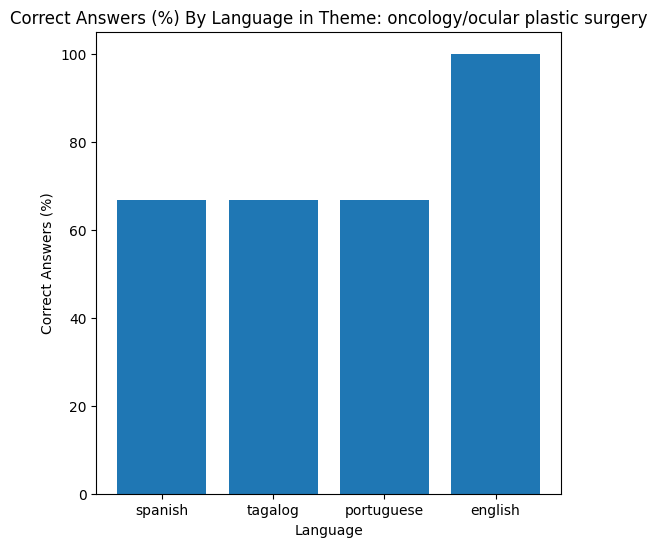 Correct Answers (%) By Language in Theme: oncology/ocular plastic surgery
Correct Answers (%)
100
80
60
40
20
0
spanish tagalog portuguese english
Language